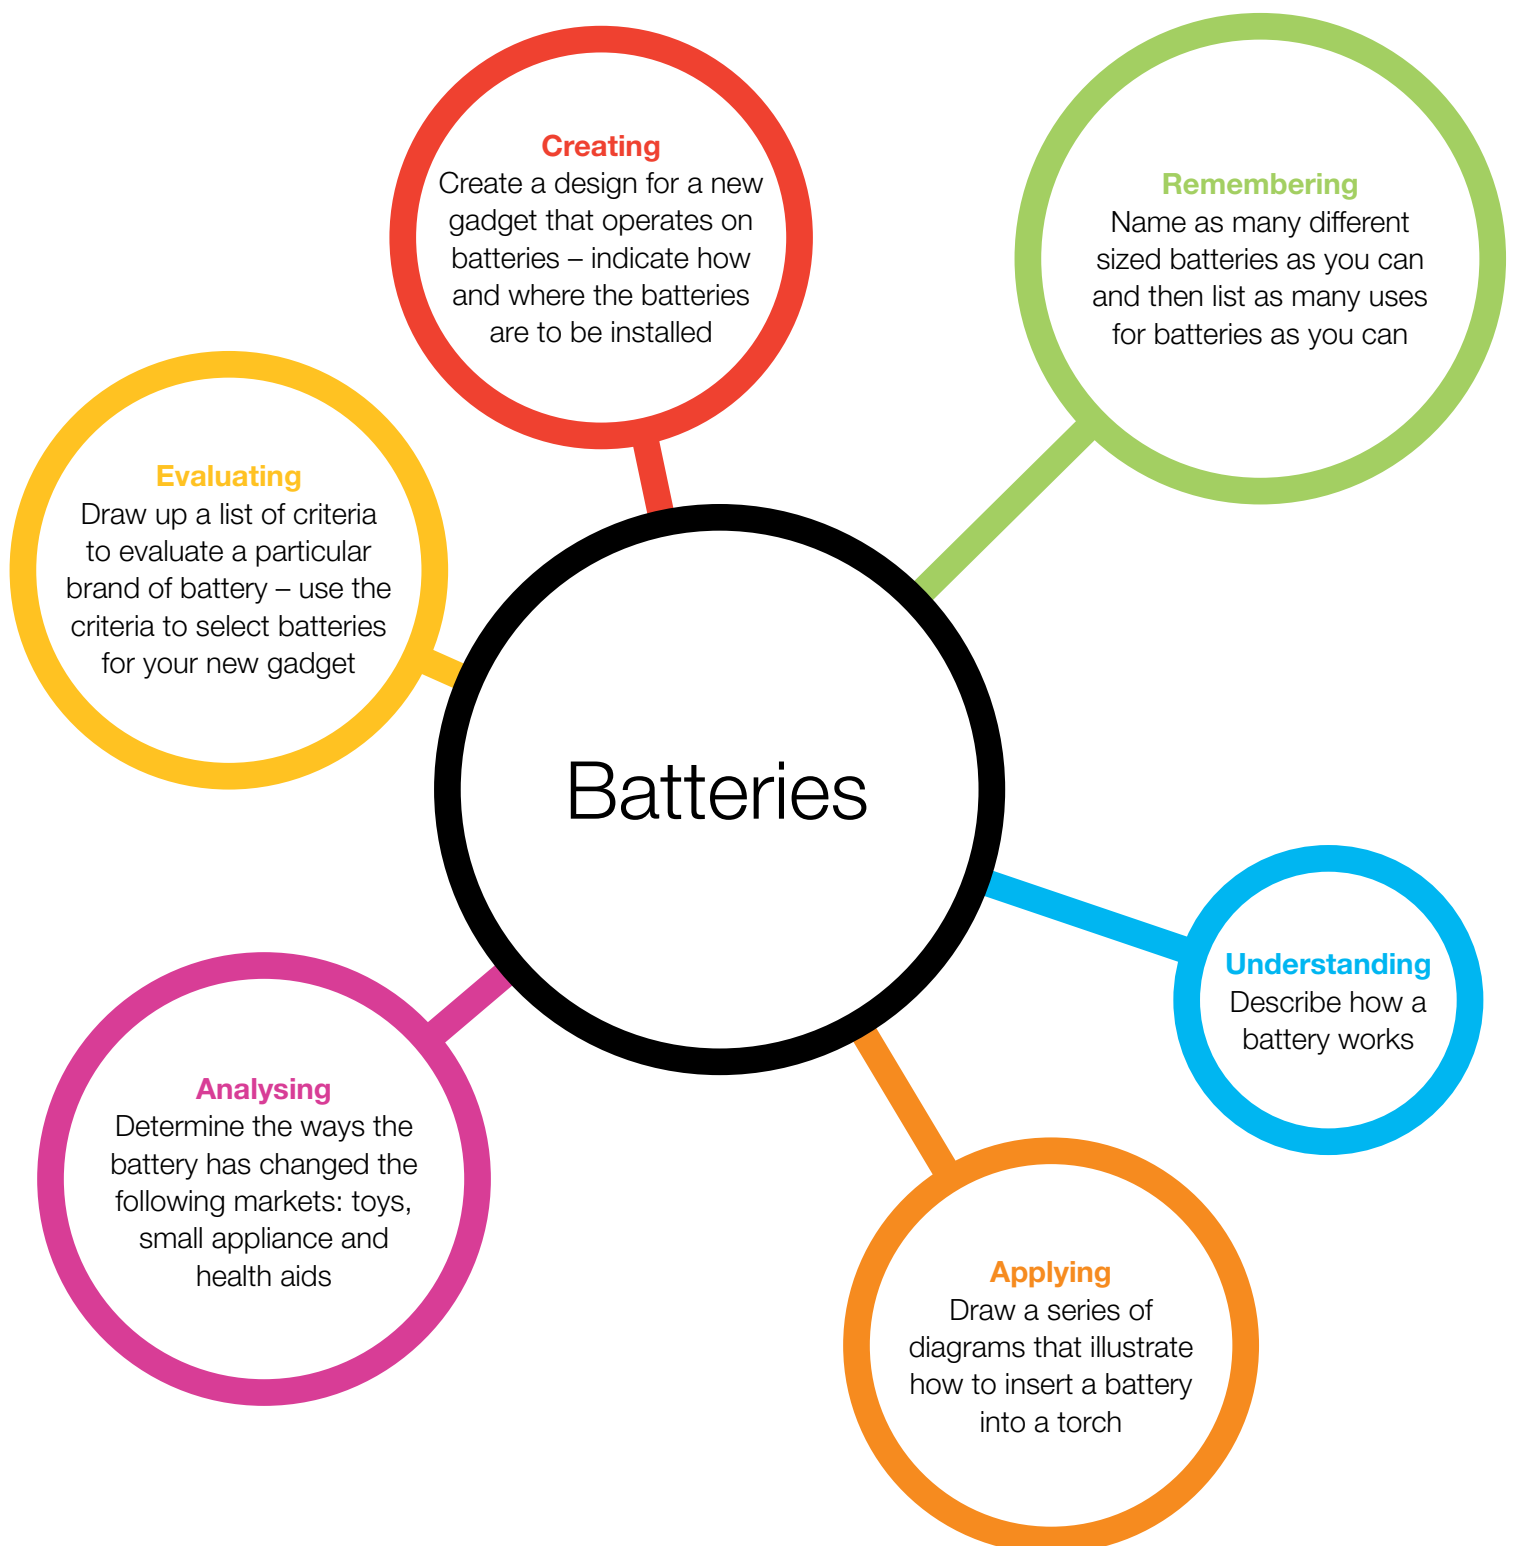 Creating
Create a design for a new
gadget that operates on
batteries – indicate how
and where the batteries
are to be installed
Remembering
Name as many different
sized batteries as you can
and then list as many uses
for batteries as you can
Evaluating
Draw up a list of criteria
to evaluate a particular
brand of battery – use the
criteria to select batteries
for your new gadget
Batteries
Understanding
Describe how a
battery works
Analysing
Determine the ways the
battery has changed the
following markets: toys,
small appliance and
health aids
Applying
Draw a series of
diagrams that illustrate
how to insert a battery
into a torch